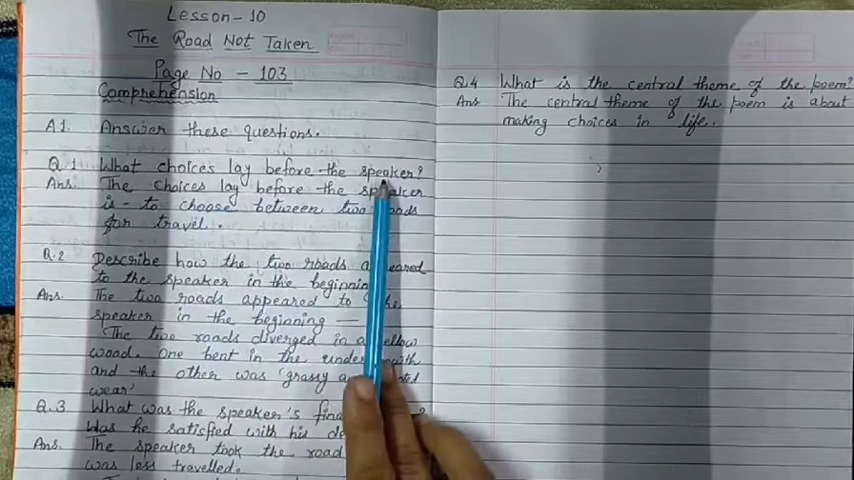 Lesson - 10
The Road Not Taken
Page No - 103
Comprehension
A1. Answer these questions.
Q.1 What choices lay before the speaker?
Ans. The choices lay before the speaker
is - to choose between two roads
for travel.
Q.2 Describe how the two roads appeared
to the speaker in the beginning
Ans. The two roads appeared to the
speaker in the beginning —
'The two roads diverged in a yellow
wood. One bent in the undergrowth
and the other was 'grassy and wanted
wear'
Q.3 What was the speaker's
Was he satisfied with his
Ans. The speaker took the road
was less travelled.
Q.4 What is the central theme of the poem?
Ans The central theme of the poem is about
making choices in life.